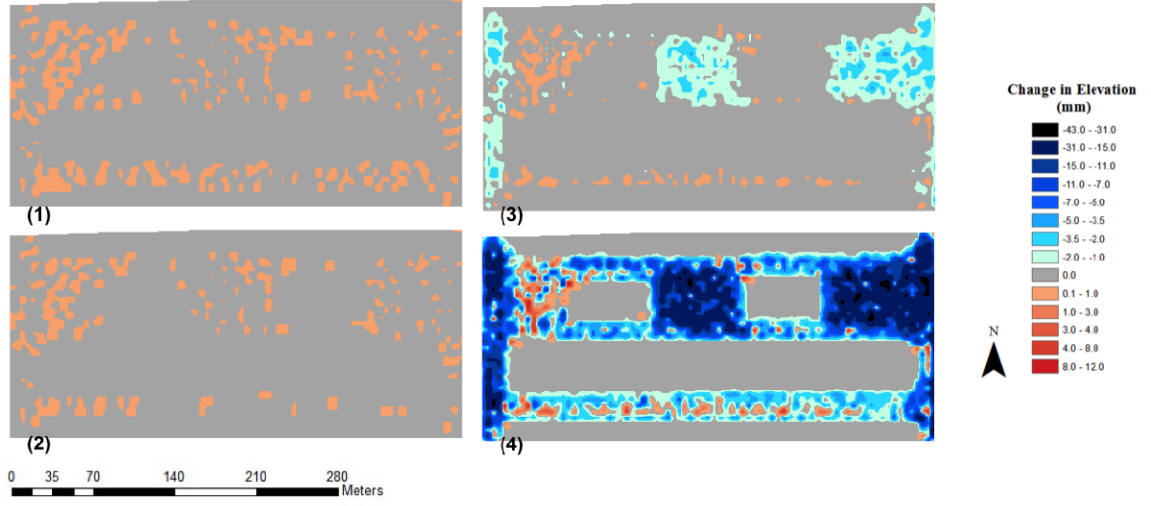 (1)
(3)
(2)
(4)
0 35 70 140 210 280
Meters
Change in Elevation
(mm)
-43.0 - -31.0
-31.0 - -15.0
-15.0 - -11.0
-11.0 - -7.0
-7.0 - -5.0
-5.0 - -3.5
-3.5 - -2.0
-2.0 - -1.0
0.0
0.1 - 1.0
1.0 - 3.0
3.0 - 4.0
4.0 - 8.0
8.0 - 12.0
N